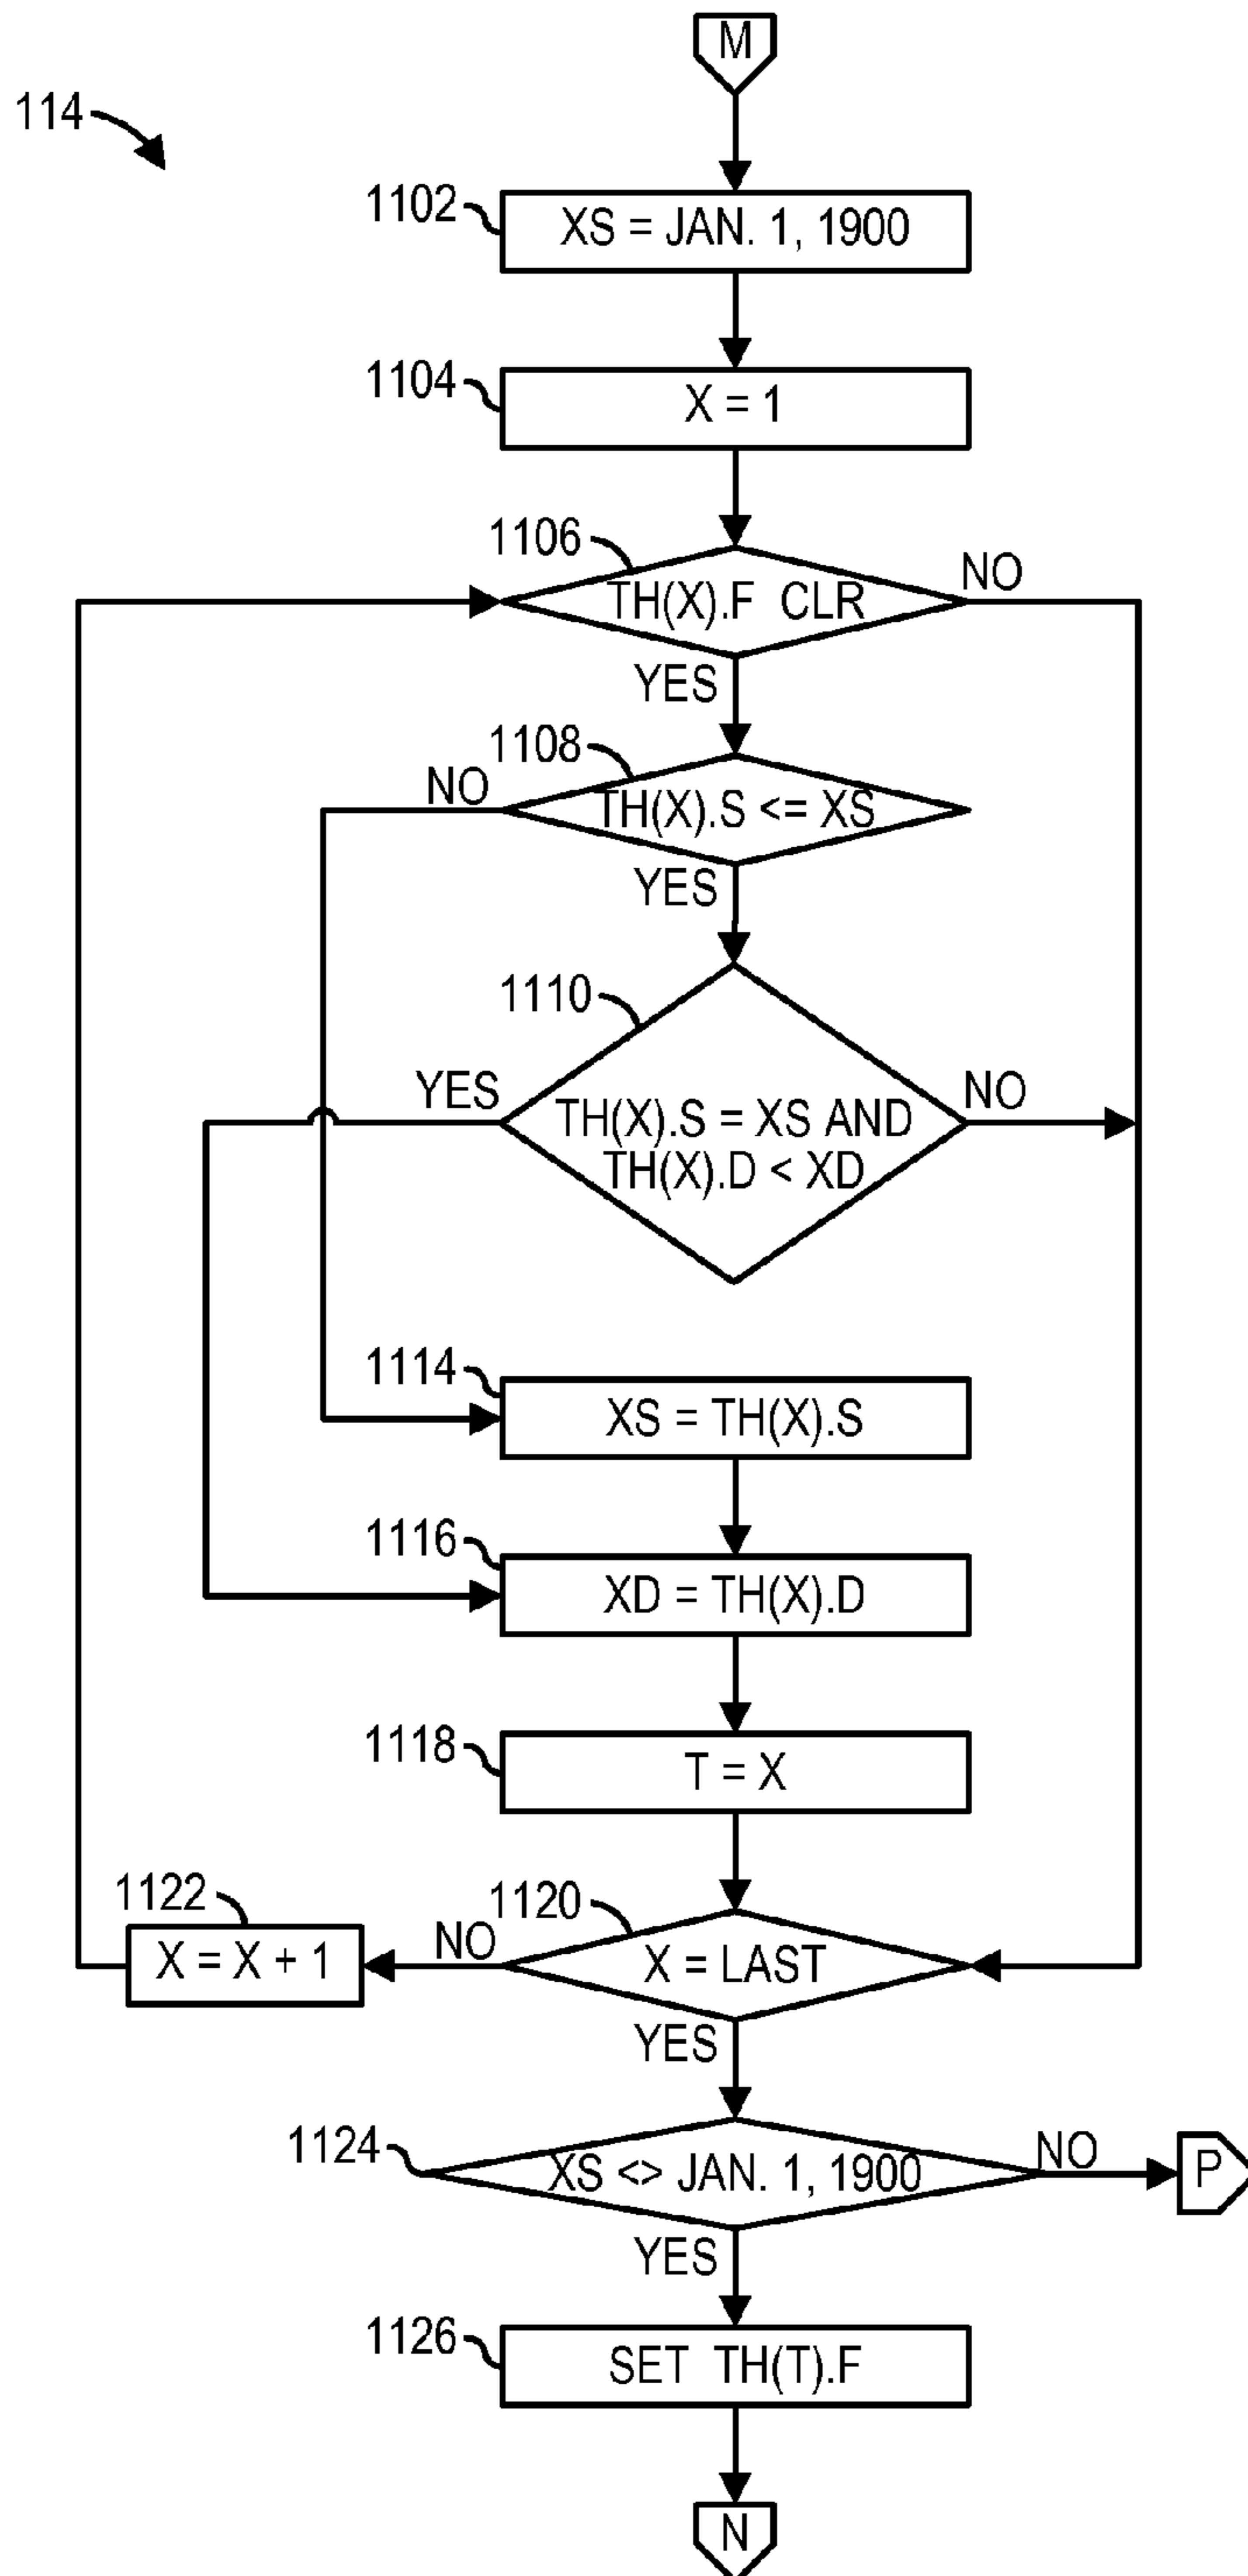 M
114
1102
XS = JAN. 1, 1900
1104
X = 1
1106
TH(X).F CLR
NO
YES
1108
NO
TH(X).S <= XS
YES
1110
YES
TH(X).S = XS AND
TH(X).D < XD
NO
1114
XS = TH(X).S
1116
XD = TH(X).D
1118
T = X
1122
X = X + 1
NO
1120
X = LAST
YES
1124
XS <> JAN. 1, 1900
NO
P
YES
1126
SET TH(T).F
N